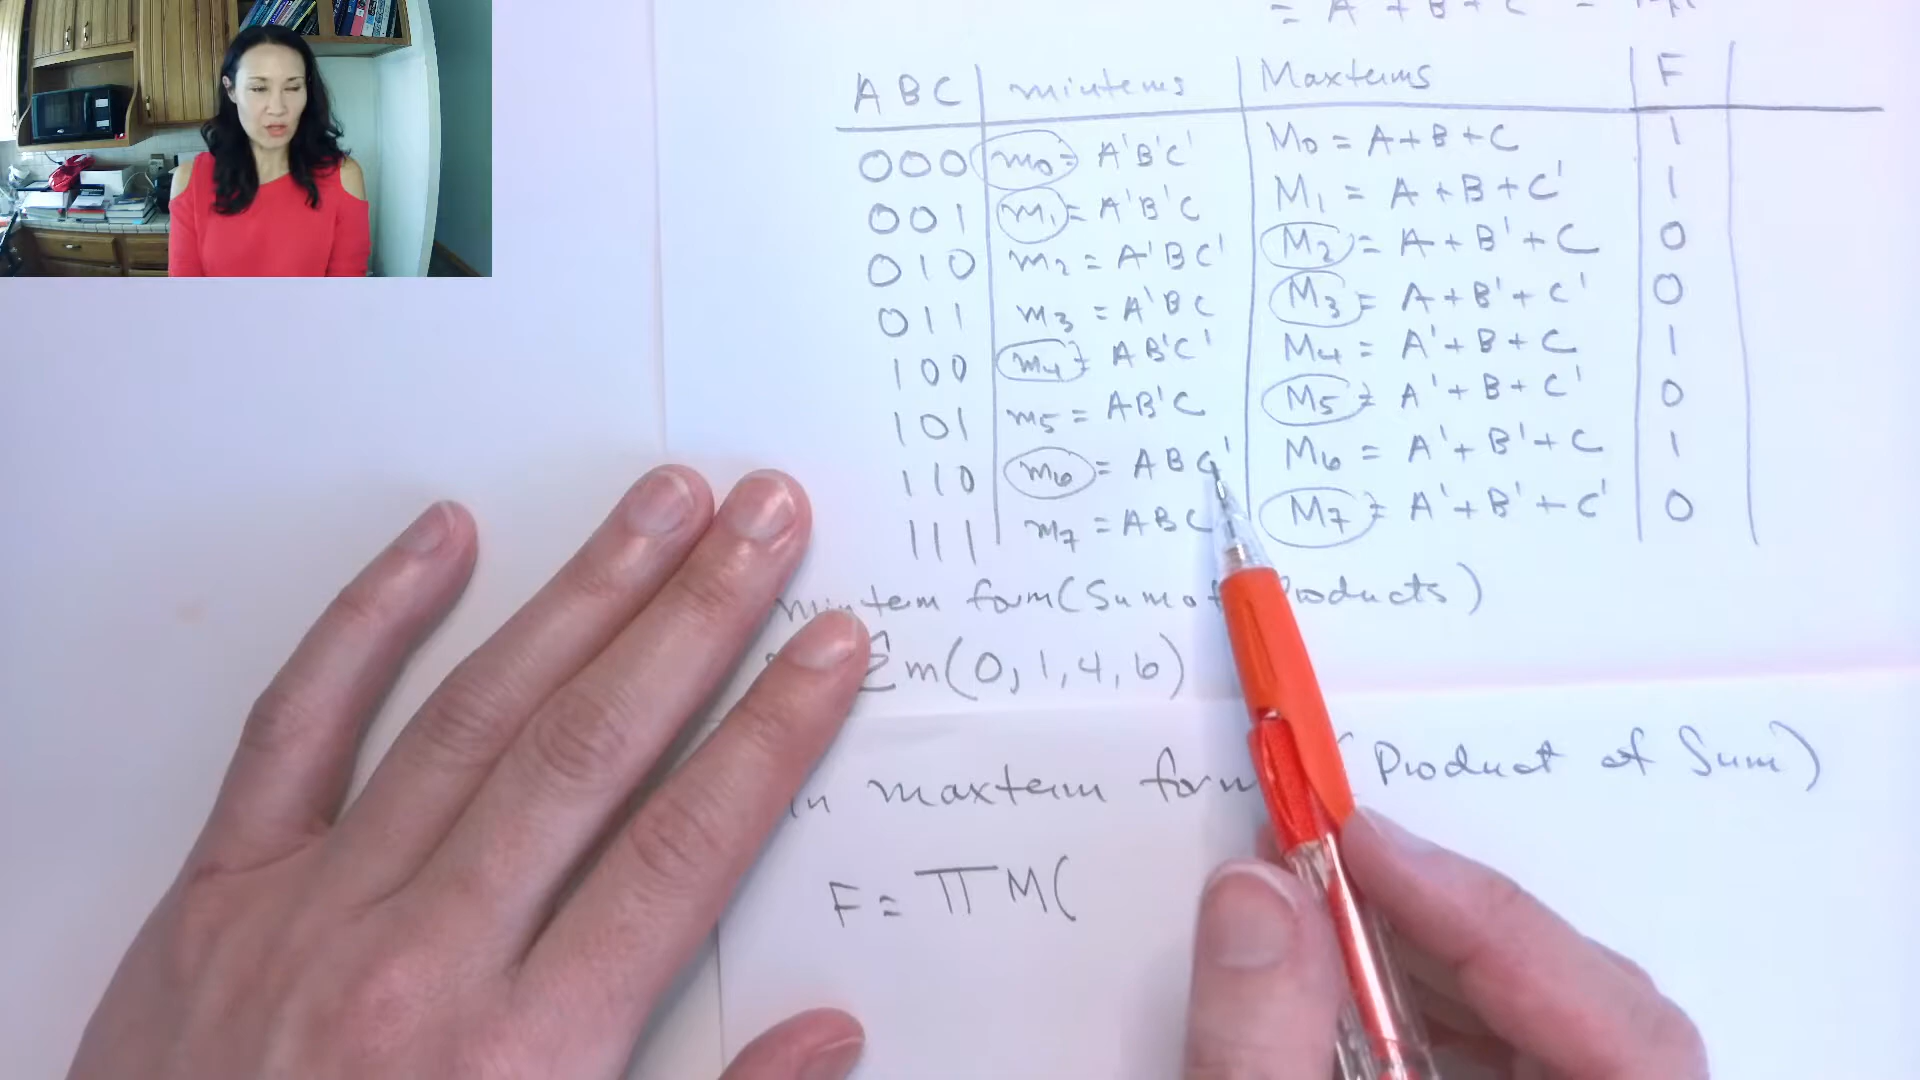 = A + B + C =
A B C minterms Maxterms F
000 m0 = A'B'C' M0 = A+B+C 1
001 m1 = A'B'C M1 = A + B + C' 1
010 m2 = A'BC' M2 = A + B' + C 0
011 m3 = A'BC M3 = A + B' + C' 0
100 m4 = AB'C' M4 = A' + B + C 1
101 m5 = AB'C M5 = A' + B + C' 0
110 m6 = ABC' M6 = A' + B' + C 1
111 m7 = ABC M7 = A' + B' + C' 0
mintem form (Sum of Products)
Σm(0,1,4,6)
In maxterm form (Product of Sum)
F = π M(